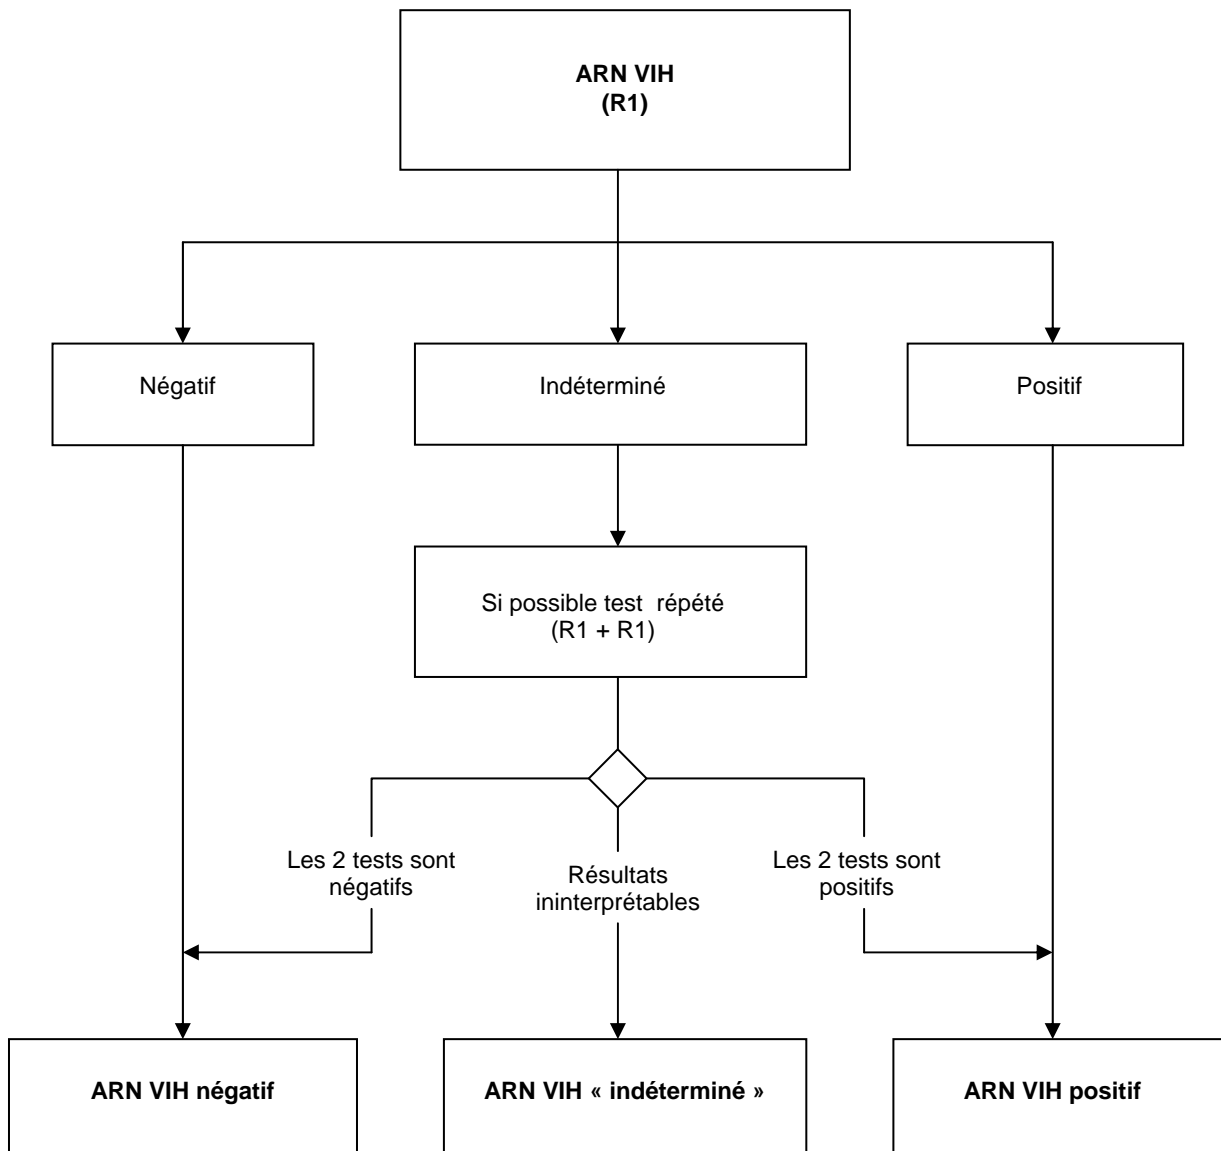 ARN VIH
(R1)
Négatif
Indéterminé
Positif
Si possible test répété
(R1 + R1)
Les 2 tests sont
négatifs
Résultats
ininterprétables
Les 2 tests sont
positifs
ARN VIH négatif
ARN VIH « indéterminé »
ARN VIH positif